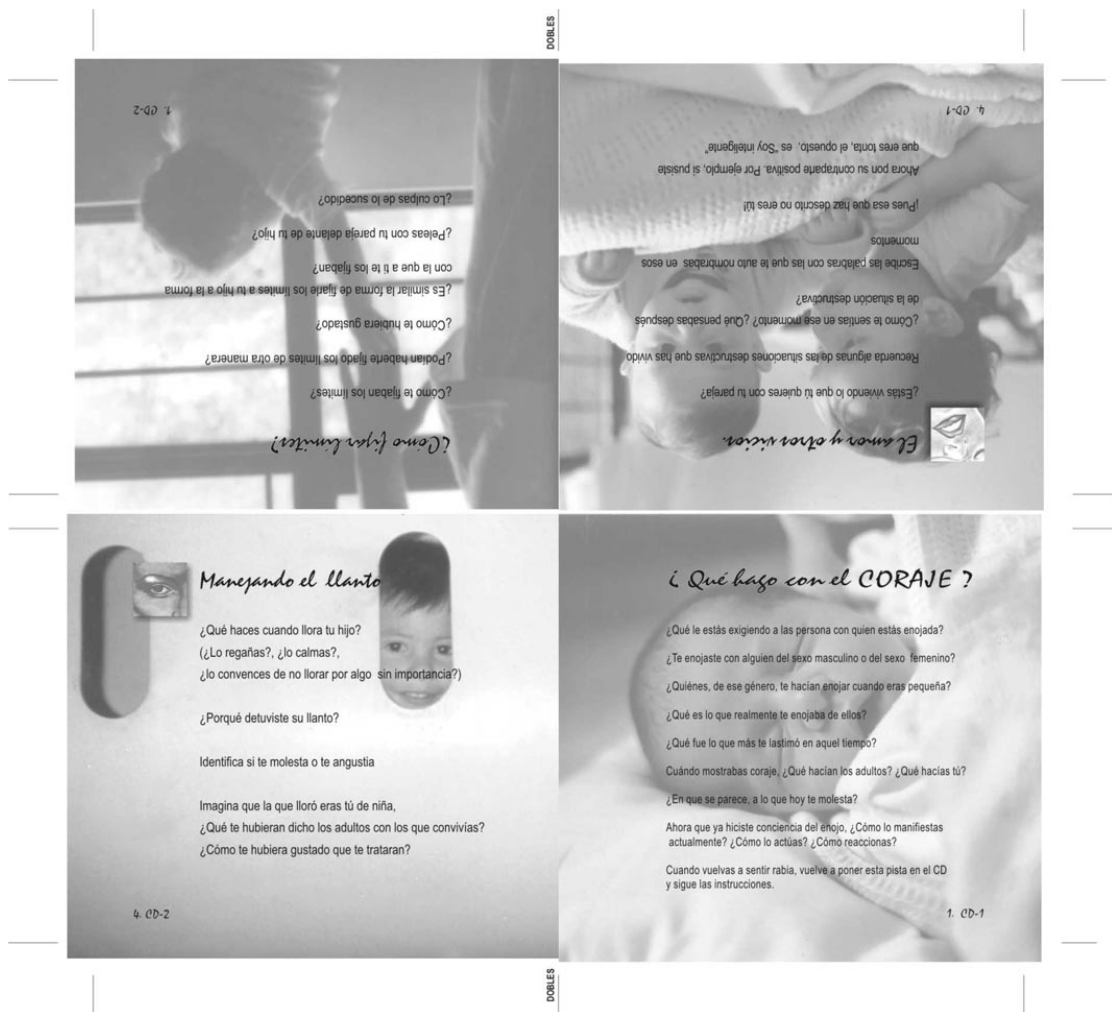 DOBLES
¿Cómo fijar límites?
¿Cómo te fijaban los límites?
¿Podían haberte fijado los límites de otra manera?
¿Cómo te hubiera gustado?
¿Es similar la forma de fijarle los límites a tu hijo a la forma
con la que a ti te los fijaban?
¿Peleas con tu pareja delante de tu hijo?
¿Lo culpas de lo sucedido?
1. CD-2
El amor y otros vicios.
¿Estás viviendo lo que tú quieres con tu pareja?
Recuerda algunas de las situaciones destructivas que has vivido
¿Cómo te sentías en ese momento? ¿Qué pensabas después
de la situación destructiva?
Escribe las palabras con las que te auto nombrabas en esos
momentos
¡Pues esa que haz descrito no eres tú!
Ahora pon su contraparte positiva. Por ejemplo, si pusiste
que eres tonta, el opuesto, es "Soy inteligente"
4. CD-1
Manejando el llanto
¿Qué haces cuando llora tu hijo?
(¿Lo regañas?, ¿lo calmas?,
¿lo convences de no llorar por algo sin importancia?)
¿Porqué detuviste su llanto?
Identifica si te molesta o te angustia
Imagina que la que lloró eras tú de niña,
¿Qué te hubieran dicho los adultos con los que convivías?
¿Cómo te hubiera gustado que te trataran?
4. CD-2
¿Qué hago con el CORAJE ?
¿Qué le estás exigiendo a las persona con quien estás enojada?
¿Te enojaste con alguien del sexo masculino o del sexo femenino?
¿Quiénes, de ese género, te hacían enojar cuando eras pequeña?
¿Qué es lo que realmente te enojaba de ellos?
¿Qué fue lo que más te lastimó en aquel tiempo?
Cuándo mostrabas coraje, ¿Qué hacían los adultos? ¿Qué hacías tú?
¿En que se parece, a lo que hoy te molesta?
Ahora que ya hiciste conciencia del enojo, ¿Cómo lo manifiestas
actualmente? ¿Cómo lo actúas? ¿Cómo reaccionas?
Cuando vuelvas a sentir rabia, vuelve a poner esta pista en el CD
y sigue las instrucciones.
1. CD-1
DOBLES